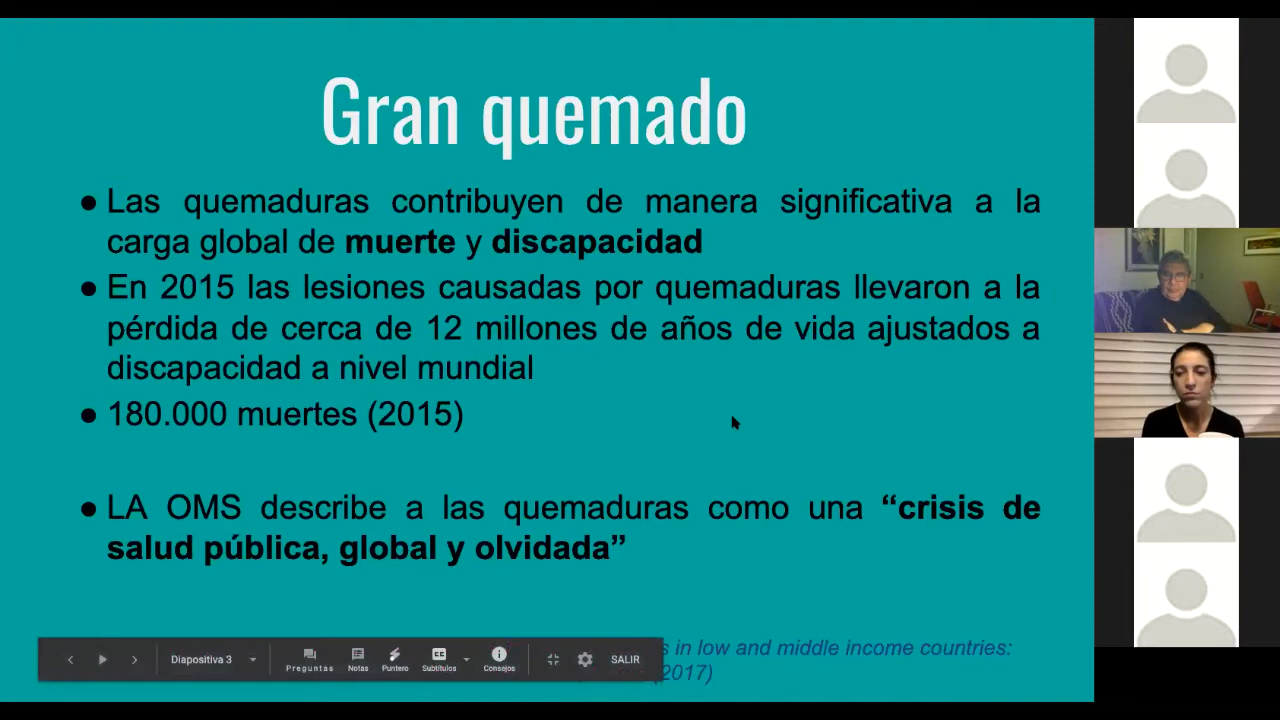 Gran quemado
● Las quemaduras contribuyen de manera significativa a la
carga global de muerte y discapacidad
● En 2015 las lesiones causadas por quemaduras llevaron a la
pérdida de cerca de 12 millones de años de vida ajustados a
discapacidad a nivel mundial
● 180.000 muertes (2015)
● LA OMS describe a las quemaduras como una “crisis de
salud pública, global y olvidada”
in low and middle income countries:
(2017)
Diapositiva 3
Preguntas
Notas
Puntero
CC
Subtítulos
Consejos
SALIR